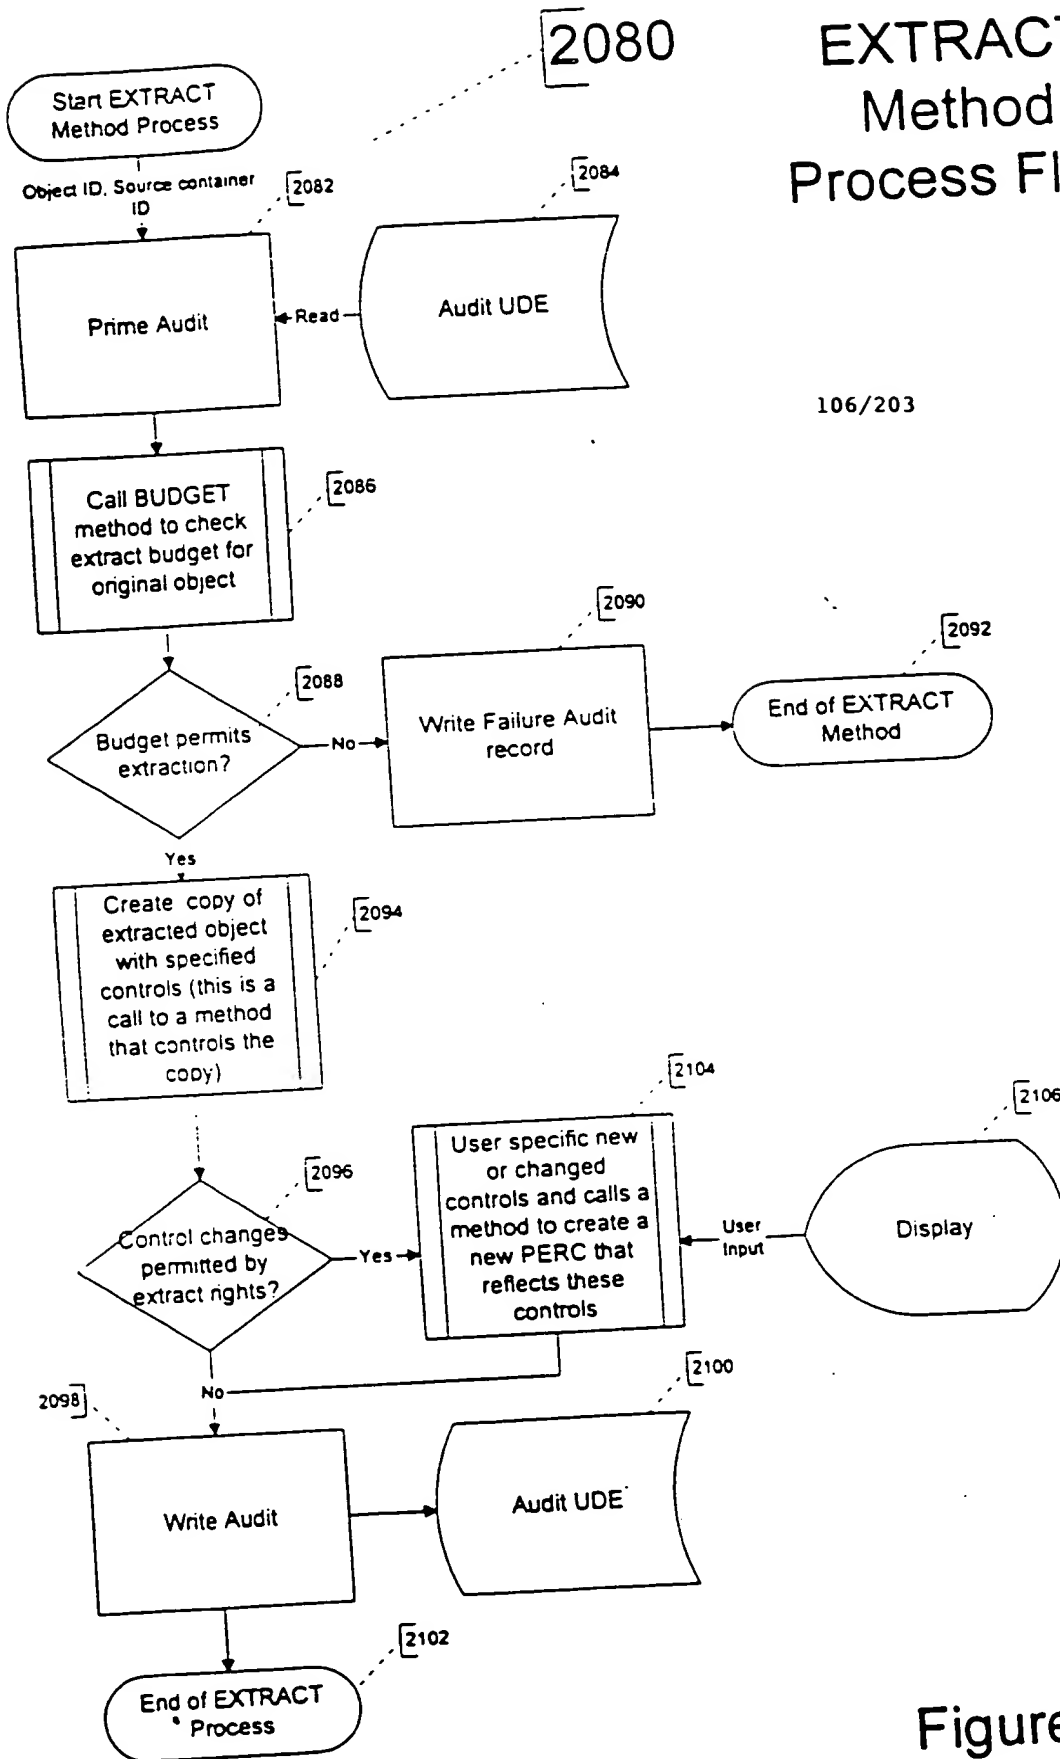 2080
EXTRACT
Method
Process Fl
Start EXTRACT
Method Process
Object ID, Source container
ID
2082
2084
Prime Audit
Read
Audit UDE
106/203
Call BUDGET
method to check
extract budget for
original object
2086
2088
Budget permits
extraction?
No
2090
Write Failure Audit
record
2092
End of EXTRACT
Method
Yes
Create copy of
extracted object
with specified
controls (this is a
call to a method
that controls the
copy)
2094
2096
Control changes
permitted by
extract rights?
Yes
2104
User specific new
or changed
controls and calls a
method to create a
new PERC that
reflects these
controls
User
Input
2106
Display
No
2098
Write Audit
2100
Audit UDE
2102
End of EXTRACT
Process
Figure